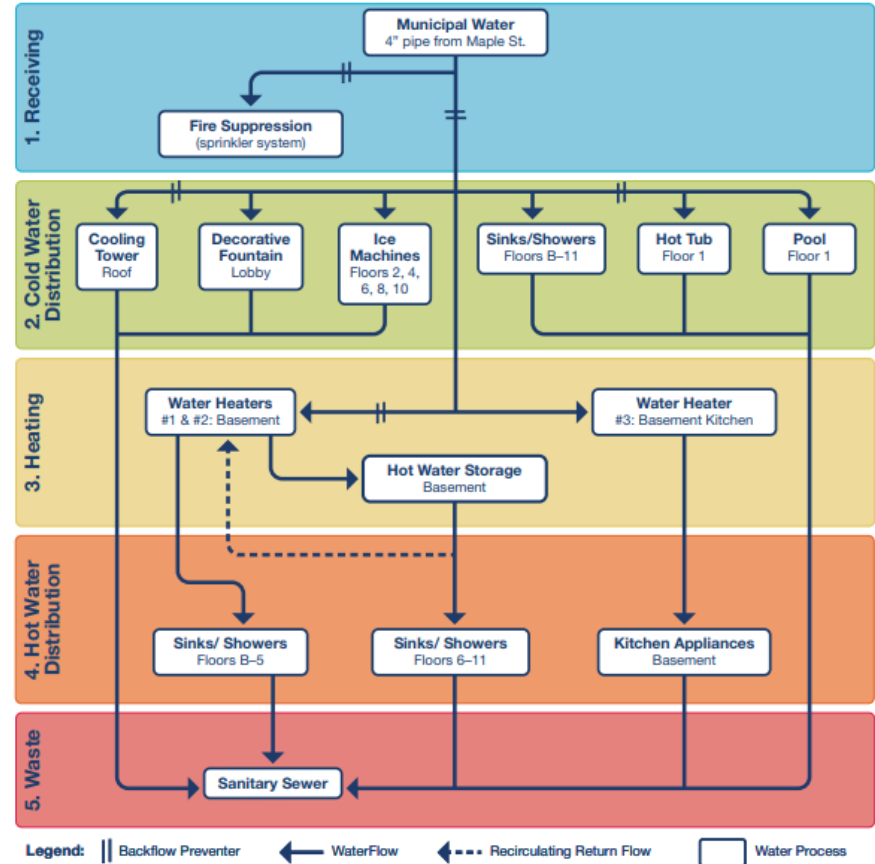 Municipal Water
4" pipe from Maple St.
1. Receiving
Fire Suppression
(sprinkler system)
2. Cold Water
Distribution
Cooling
Tower
Roof
Decorative
Fountain
Lobby
Ice
Machines
Floors 2, 4,
6, 8, 10
Sinks/Showers
Floors B–11
Hot Tub
Floor 1
Pool
Floor 1
3. Heating
Water Heaters
#1 & #2: Basement
Water Heater
#3: Basement Kitchen
Hot Water Storage
Basement
4. Hot Water
Distribution
Sinks/ Showers
Floors B–5
Sinks/ Showers
Floors 6–11
Kitchen Appliances
Basement
5. Waste
Sanitary Sewer
Legend:
Backflow Preventer
WaterFlow
Recirculating Return Flow
Water Process